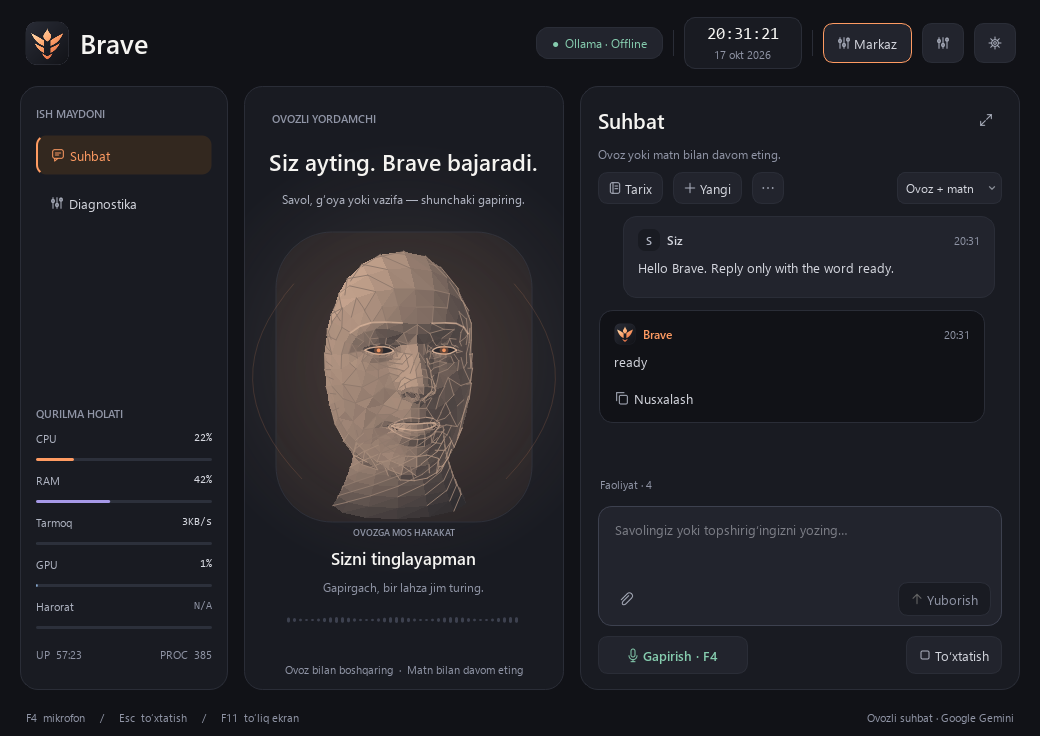 Brave
● Ollama · Offline
20:31:21
17 okt 2026
Markaz
ISH MAYDONI
Suhbat
Diagnostika
QURILMA HOLATI
CPU 22%
RAM 42%
Tarmoq 3KB/s
GPU 1%
Harorat N/A
UP 57:23 PROC 385
OVOZLI YORDAMCHI
Siz ayting. Brave bajaradi.
Savol, g‘oya yoki vazifa — shunchaki gapiring.
OVOZGA MOS HARAKAT
Sizni tinglayapman
Gapirgach, bir lahza jim turing.
Ovoz bilan boshqaring · Matn bilan davom eting
Suhbat
Ovoz yoki matn bilan davom eting.
Tarix
Yangi
···
Ovoz + matn
S Siz 20:31
Hello Brave. Reply only with the word ready.
Brave 20:31
ready
Nusxalash
Faoliyat · 4
Savolingiz yoki topshirig‘ingizni yozing…
Yuborish
Gapirish · F4
To‘xtatish
F4 mikrofon / Esc to‘xtatish / F11 to‘liq ekran
Ovozli suhbat · Google Gemini